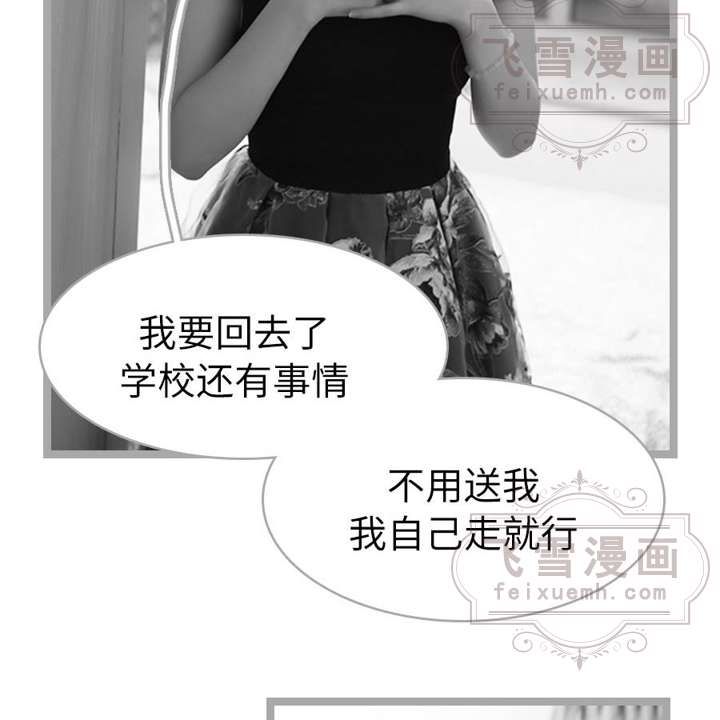 飞雪漫画
feixuemh.com
我要回去了
学校还有事情
不用送我
我自己走就行
飞雪漫画
feixuemh.com